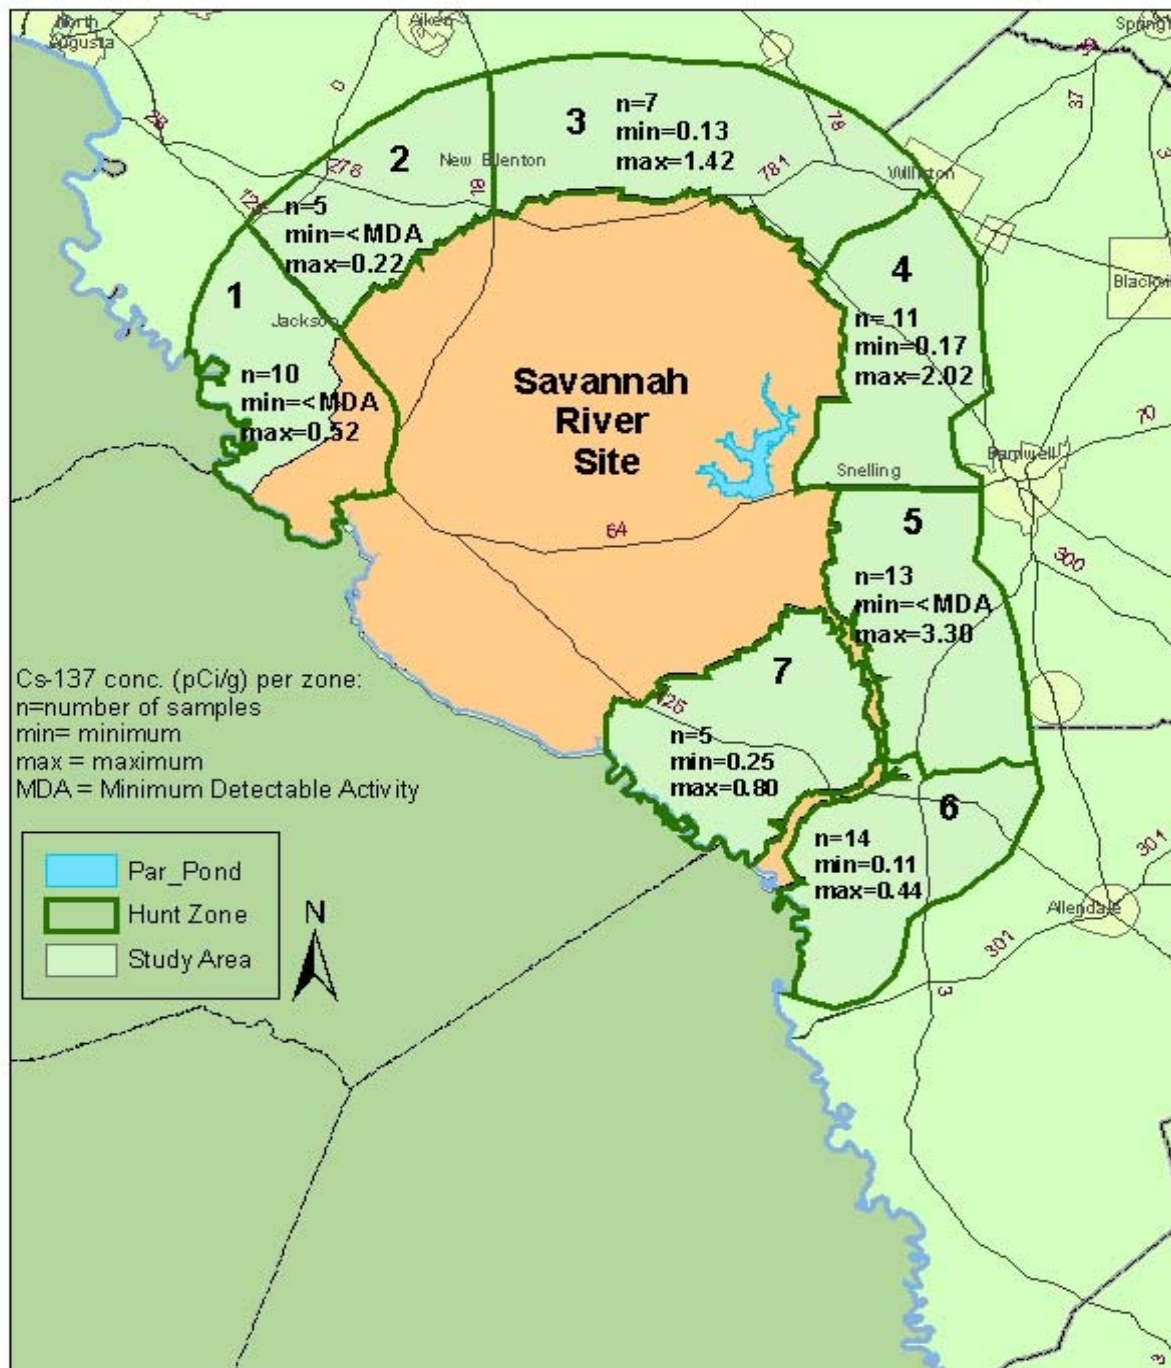 North
Augusta
Aiken
Spring
2
New Ellenton
n=5
min=<MDA
max=0.22
3
n=7
min=0.13
max=1.42
Williston
4
n= 11
min=0.17
max=2.02
Blackvi
1
Jackson
n=10
min=<MDA
max=0.52
Savannah
River
Site
Snelling
Barnwell
5
n=13
min=<MDA
max=3.30
7
n=5
min=0.25
max=0.80
6
n=14
min=0.11
max=0.44
Allendale
278
781
78
37
70
64
300
125
301
301
3
Cs-137 conc. (pCi/g) per zone:
n=number of samples
min= minimum
max = maximum
MDA = Minimum Detectable Activity
Par_Pond
Hunt Zone
Study Area
N